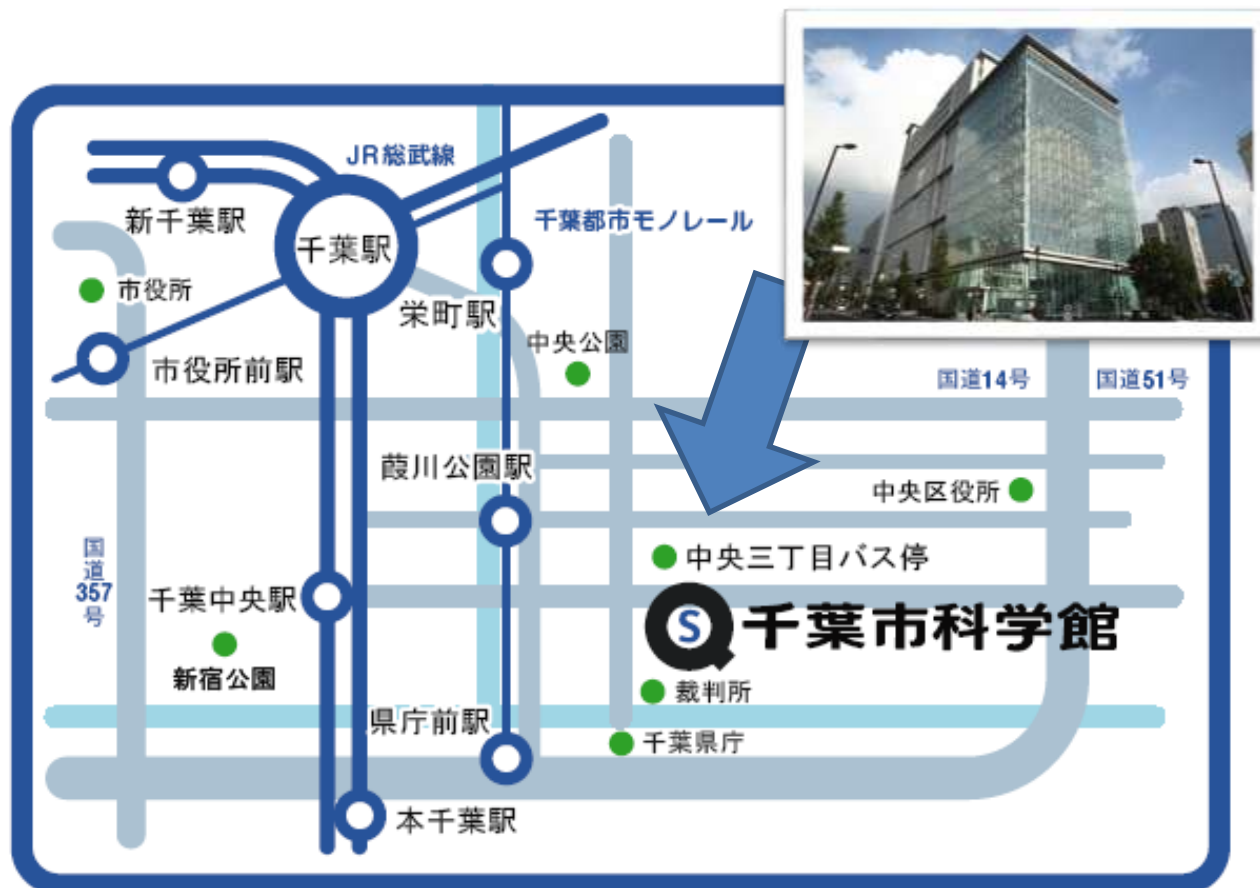 JR総武線
新千葉駅
千葉駅
千葉都市モノレール
市役所
栄町駅
中央公園
市役所前駅
国道14号
国道51号
葭川公園駅
中央区役所
国道357号
中央三丁目バス停
千葉中央駅
S
千葉市科学館
新宿公園
裁判所
県庁前駅
千葉県庁
本千葉駅